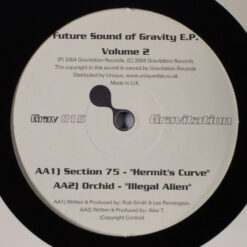 Future Sound of Gravity E.P.
Volume 2
(P) 2004 Gravitation Records, (C) 2004 Gravitation Records
The copyright in this sound is owned by Gravitation Records
Distributed by Unique, www.uniquedist.co.uk
Made in U.K.
Grav 015 Gravitation
AA1) Section 75 - "Hermit's Curve"
AA2) Orchid - "Illegal Alien"
AA1) Written & Produced by: Rob Smith & Lee Pennington.
AA2) Written & Produced by: Alex T.
[Copyright Control]